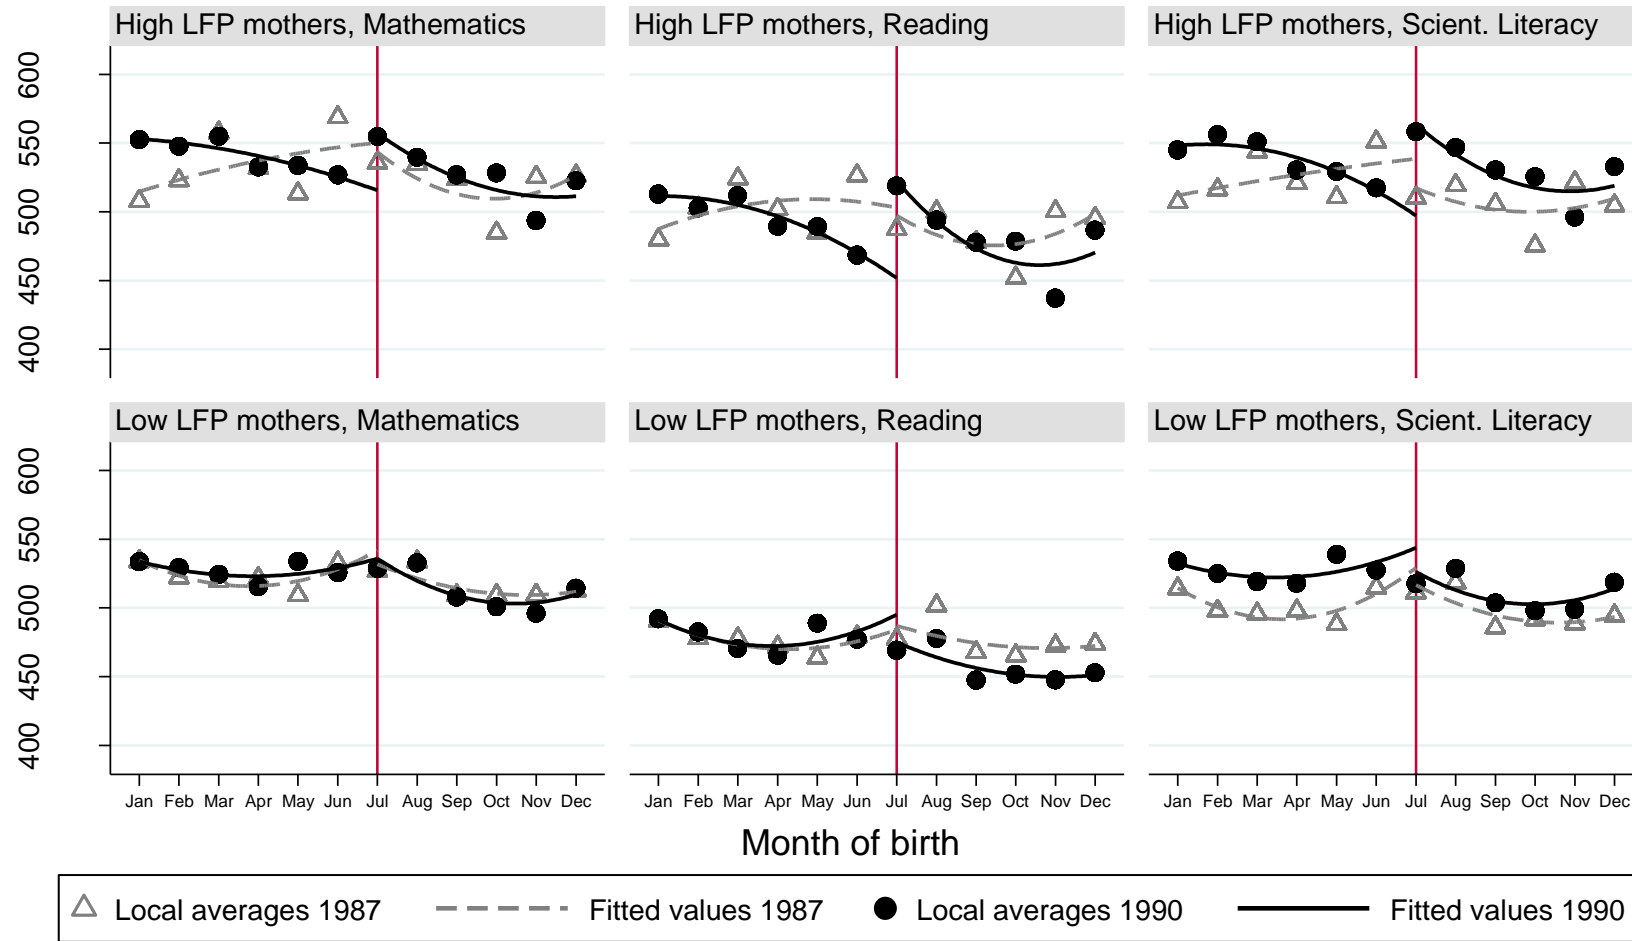 High LFP mothers, Mathematics
High LFP mothers, Reading
High LFP mothers, Scient. Literacy
600
550
500
450
400
Low LFP mothers, Mathematics
Low LFP mothers, Reading
Low LFP mothers, Scient. Literacy
600
550
500
450
400
Jan Feb Mar Apr May Jun Jul Aug Sep Oct Nov Dec
Jan Feb Mar Apr May Jun Jul Aug Sep Oct Nov Dec
Jan Feb Mar Apr May Jun Jul Aug Sep Oct Nov Dec
Month of birth
Local averages 1987 Fitted values 1987 Local averages 1990 Fitted values 1990